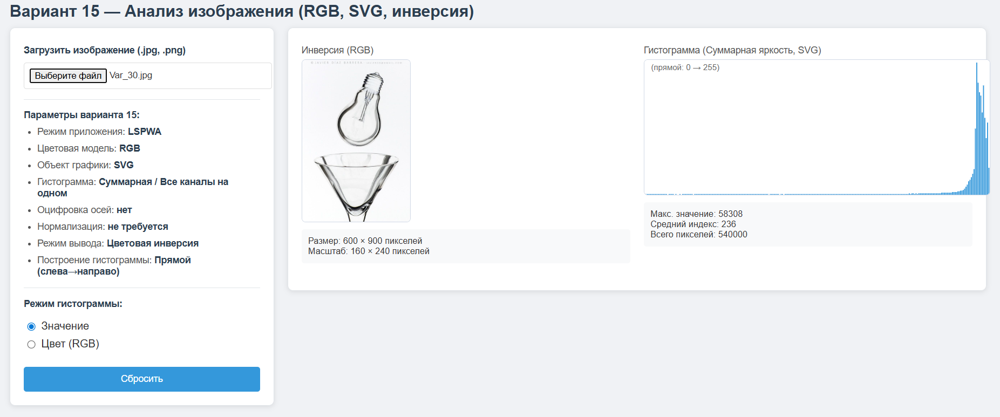 Вариант 15 — Анализ изображения (RGB, SVG, инверсия)
Загрузить изображение (.jpg, .png)
Выберите файл Var_30.jpg
Параметры варианта 15:
Режим приложения: LSPWA
Цветовая модель: RGB
Объект графики: SVG
Гистограмма: Суммарная / Все каналы на
одном
Оцифровка осей: нет
Нормализация: не требуется
Режим вывода: Цветовая инверсия
Построение гистограммы: Прямой
(слева→направо)
Режим гистограммы:
Значение
Цвет (RGB)
Сбросить
Инверсия (RGB)
Размер: 600 × 900 пикселей
Масштаб: 160 × 240 пикселей
Гистограмма (Суммарная яркость, SVG)
(прямой: 0 → 255)
Макс. значение: 58308
Средний индекс: 236
Всего пикселей: 540000